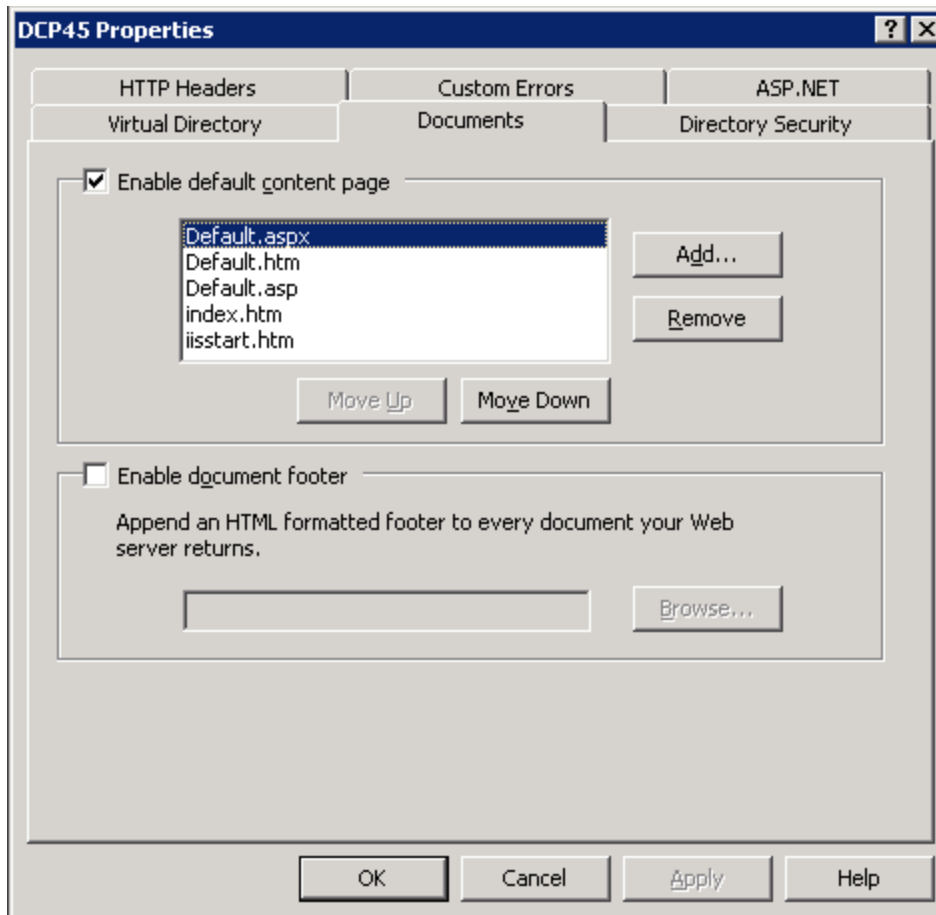 DCP45 Properties
HTTP Headers
Custom Errors
ASP.NET
Virtual Directory
Documents
Directory Security
Enable default content page
Default.aspx
Default.htm
Default.asp
index.htm
iisstart.htm
Add...
Remove
Move Up
Move Down
Enable document footer
Append an HTML formatted footer to every document your Web
server returns.
Browse...
OK
Cancel
Apply
Help